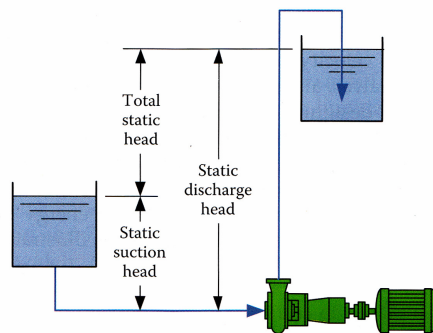 Total
static
head
Static
discharge
head
Static
suction
head